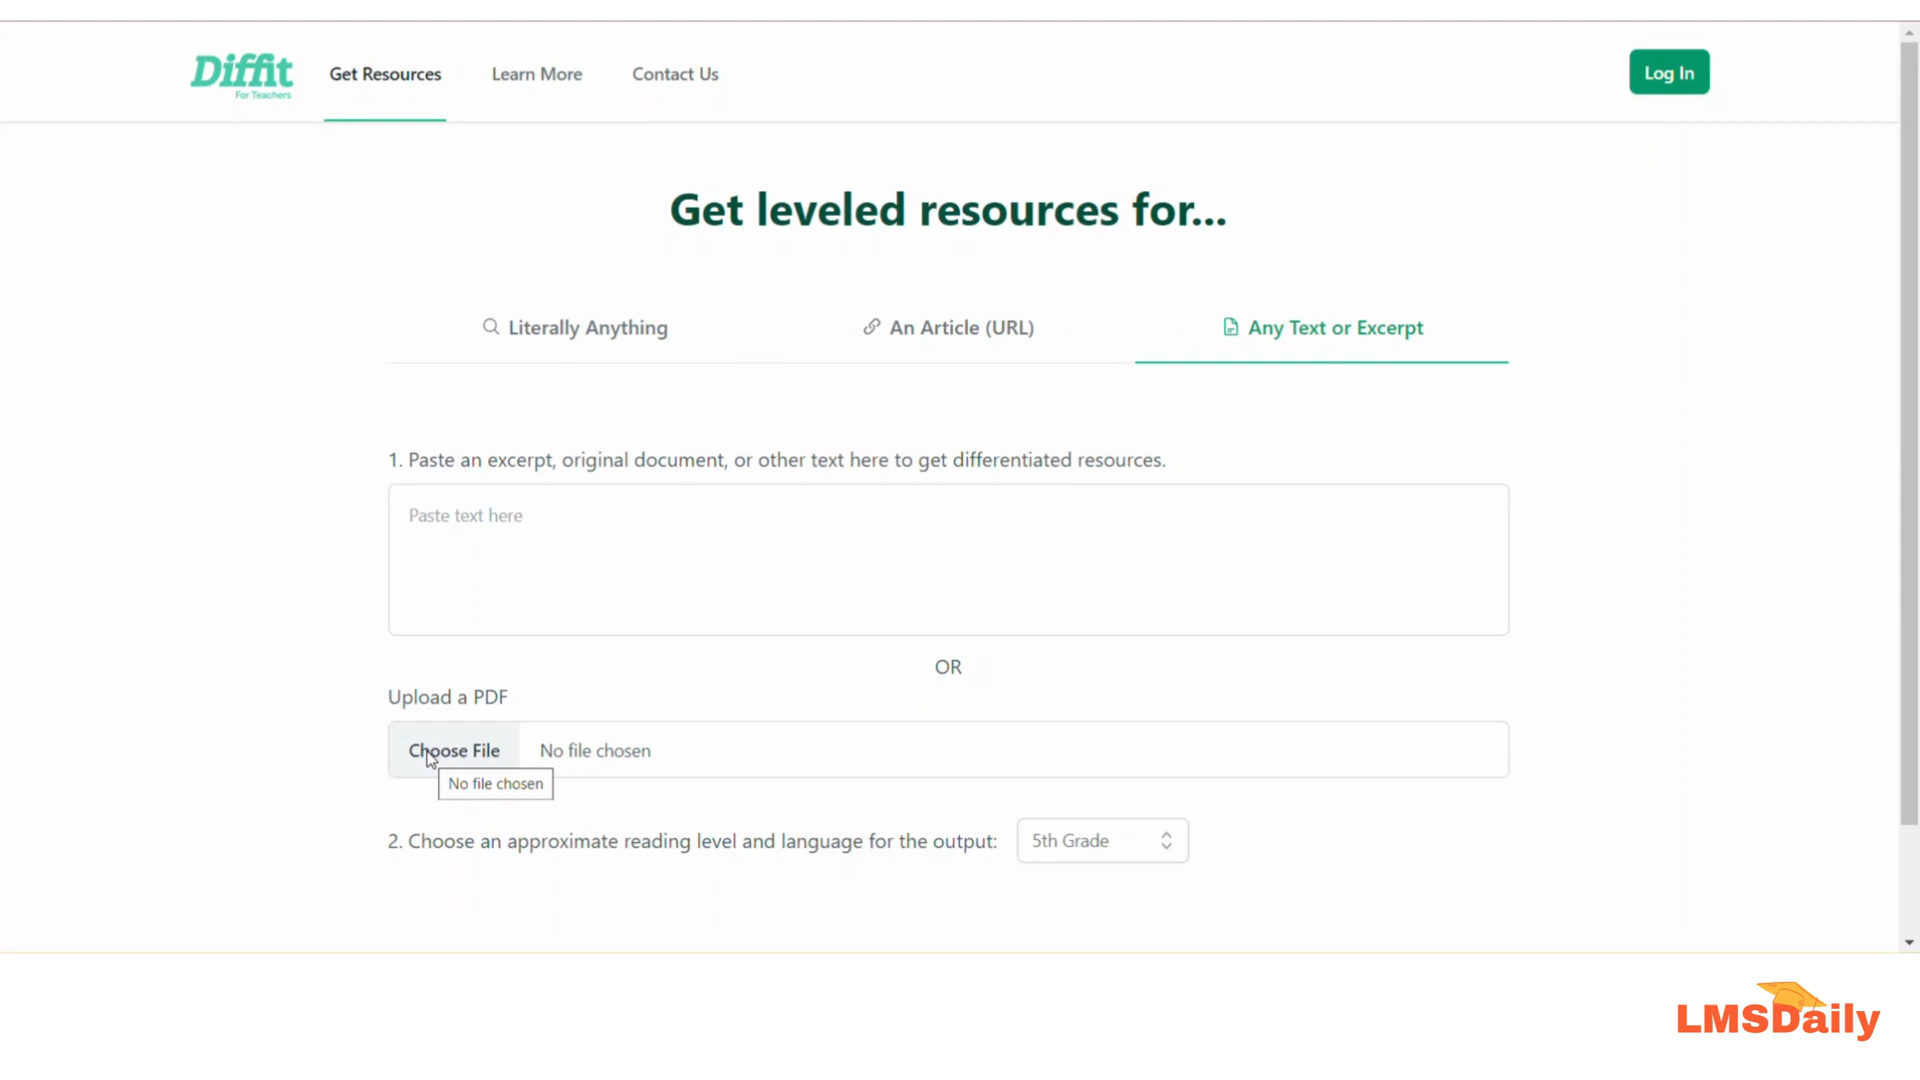 Diffit
For Teachers
Get Resources
Learn More
Contact Us
Log In
Get leveled resources for...
Literally Anything
An Article (URL)
Any Text or Excerpt
1. Paste an excerpt, original document, or other text here to get differentiated resources.
Paste text here
OR
Upload a PDF
Choose File
No file chosen
No file chosen
2. Choose an approximate reading level and language for the output:
5th Grade
LMSDaily